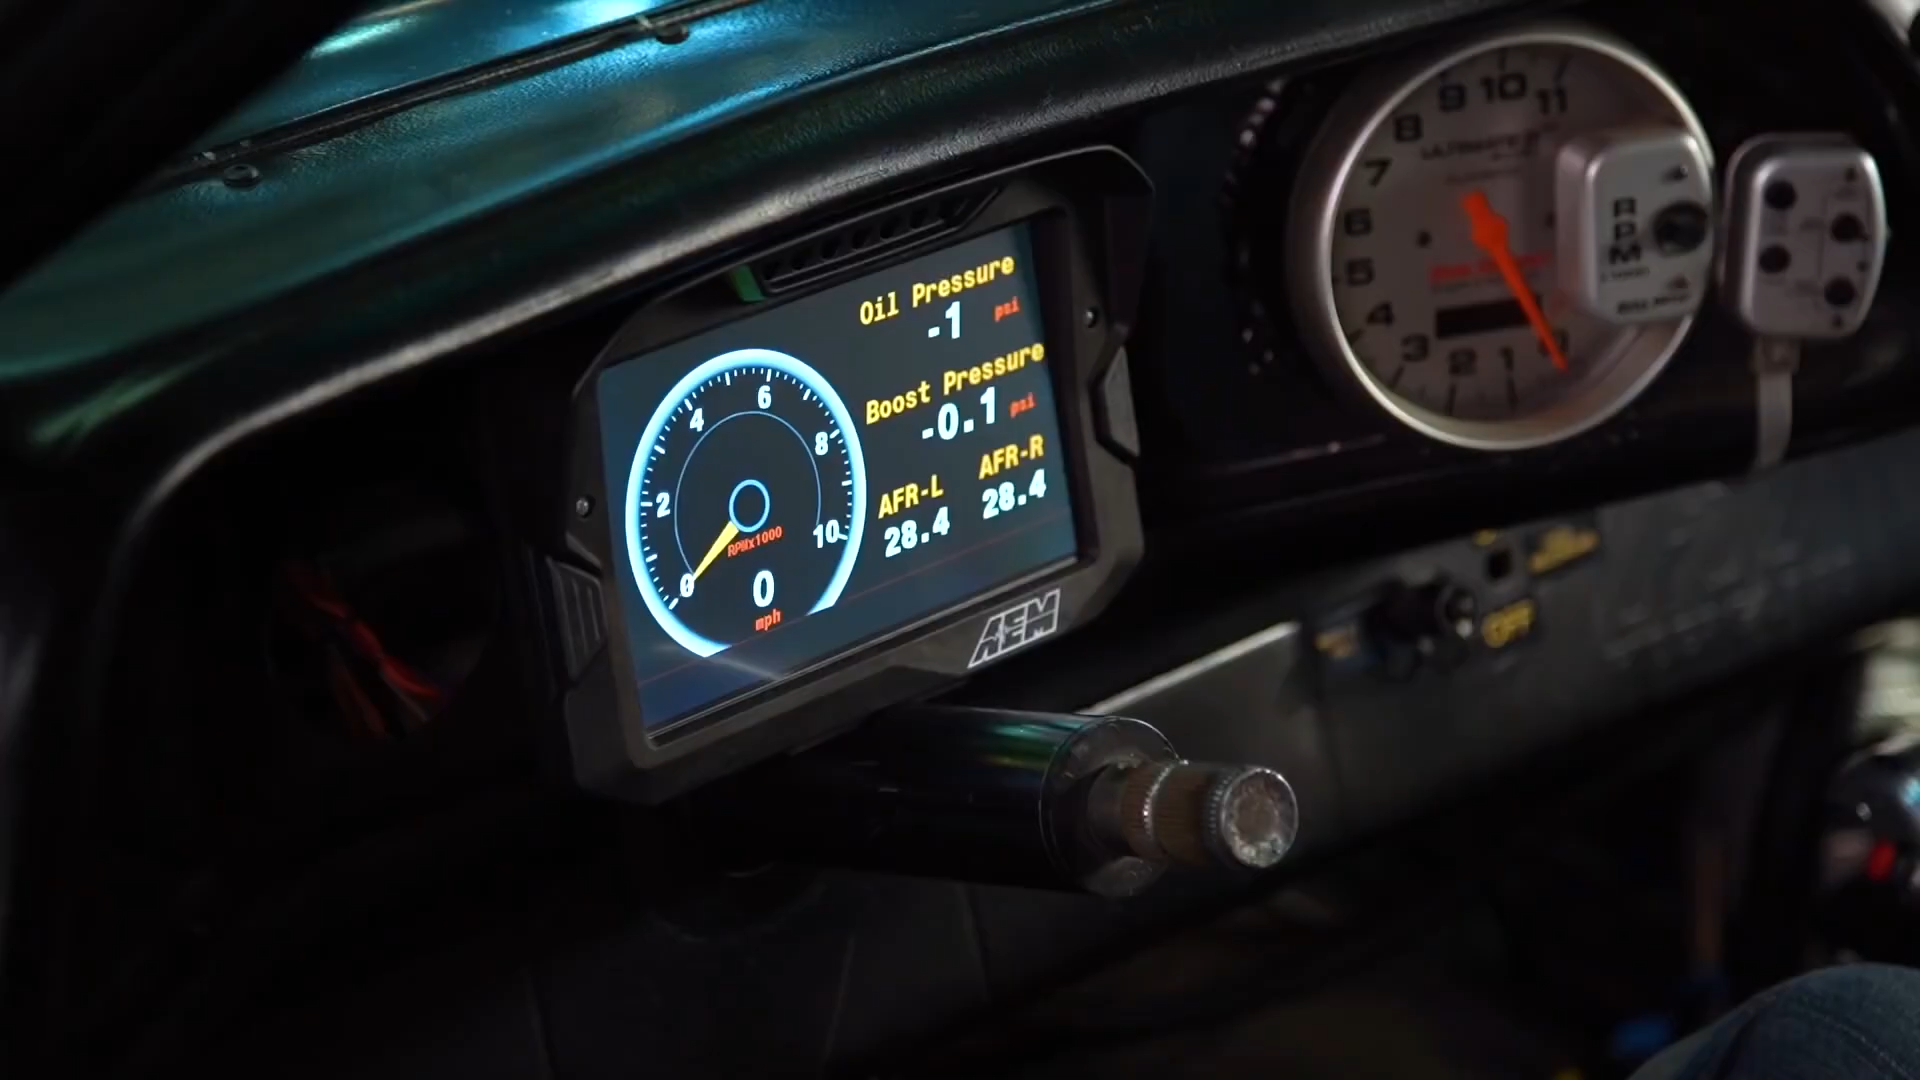 Oil Pressure
-1 psi
Boost Pressure
-0.1 psi
AFR-L AFR-R
28.4 28.4
0 2 4 6 8 10
RPMx1000
0
mph
AEM
0 1 2 3 4 5 6 7 8 9 10 11
RPM
OFF